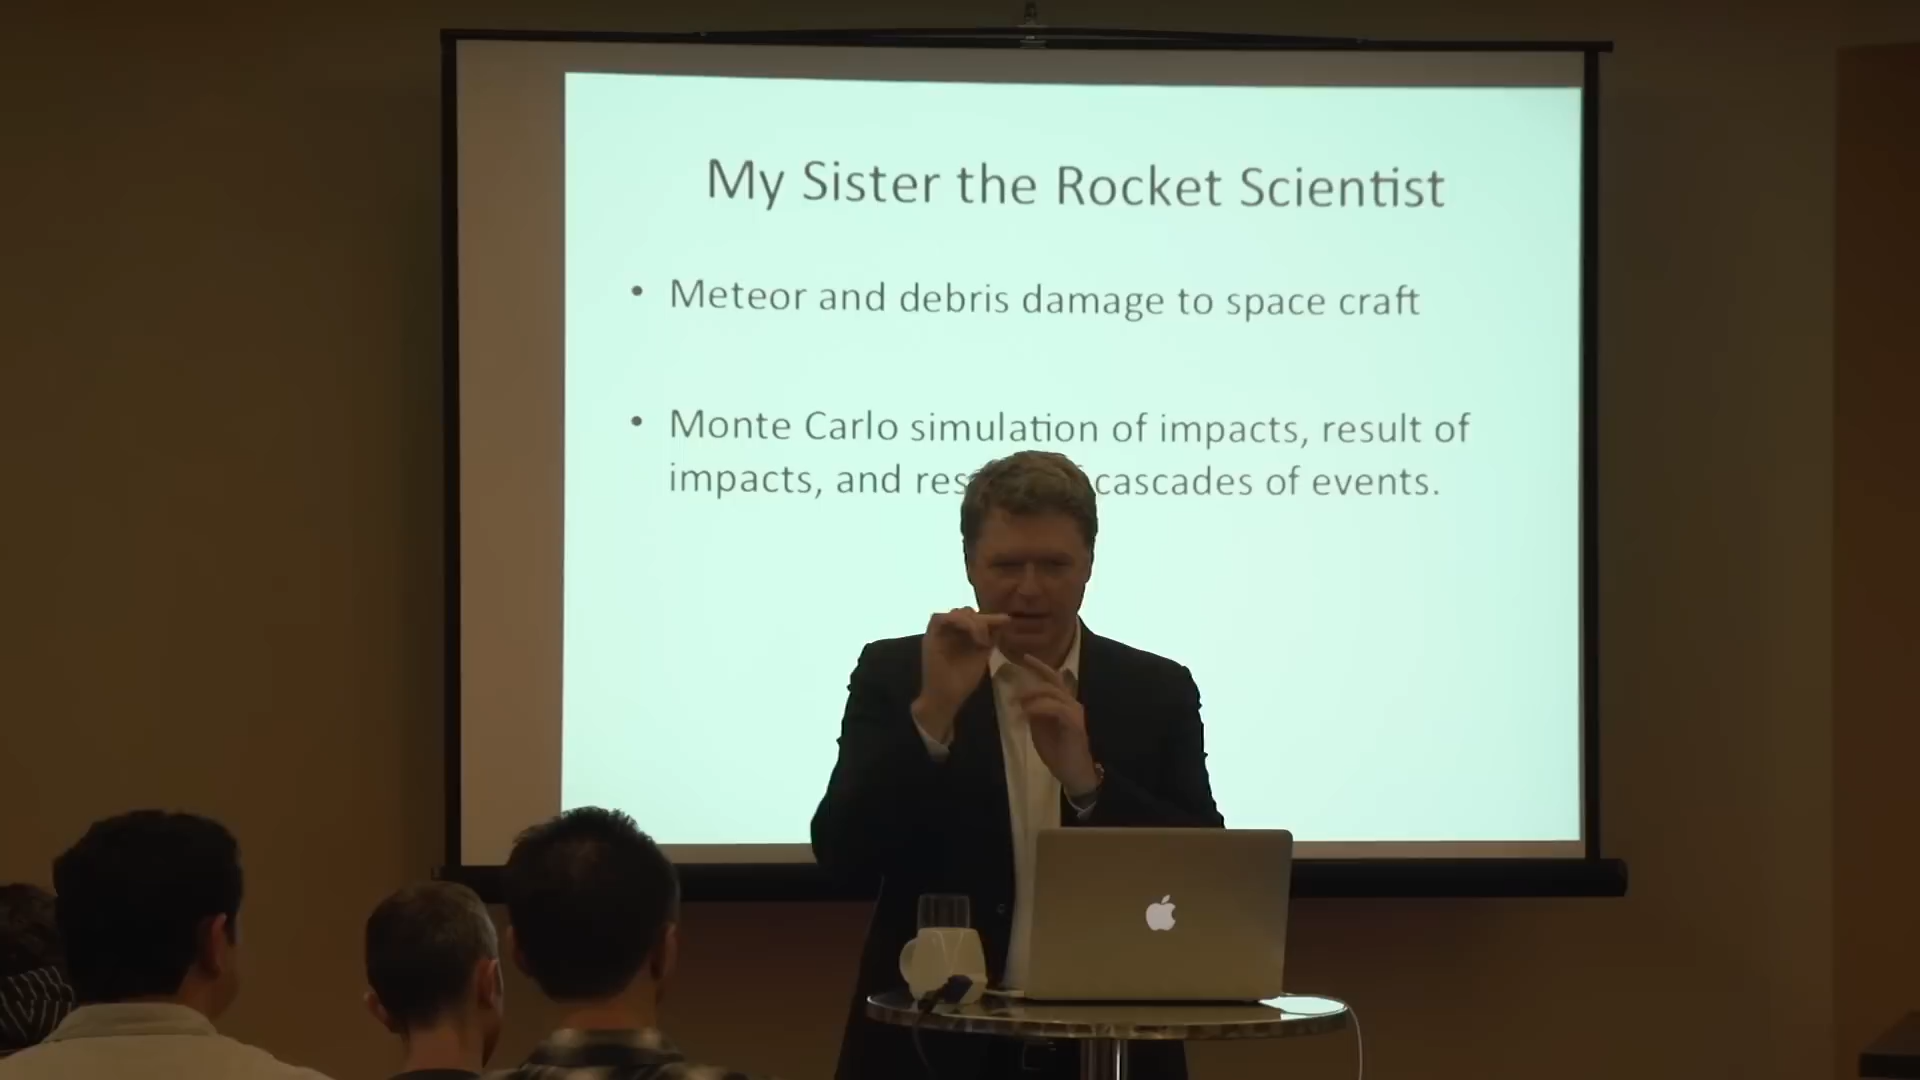 My Sister the Rocket Scientist
• Meteor and debris damage to space craft
• Monte Carlo simulation of impacts, result of
impacts, and cascades of events.